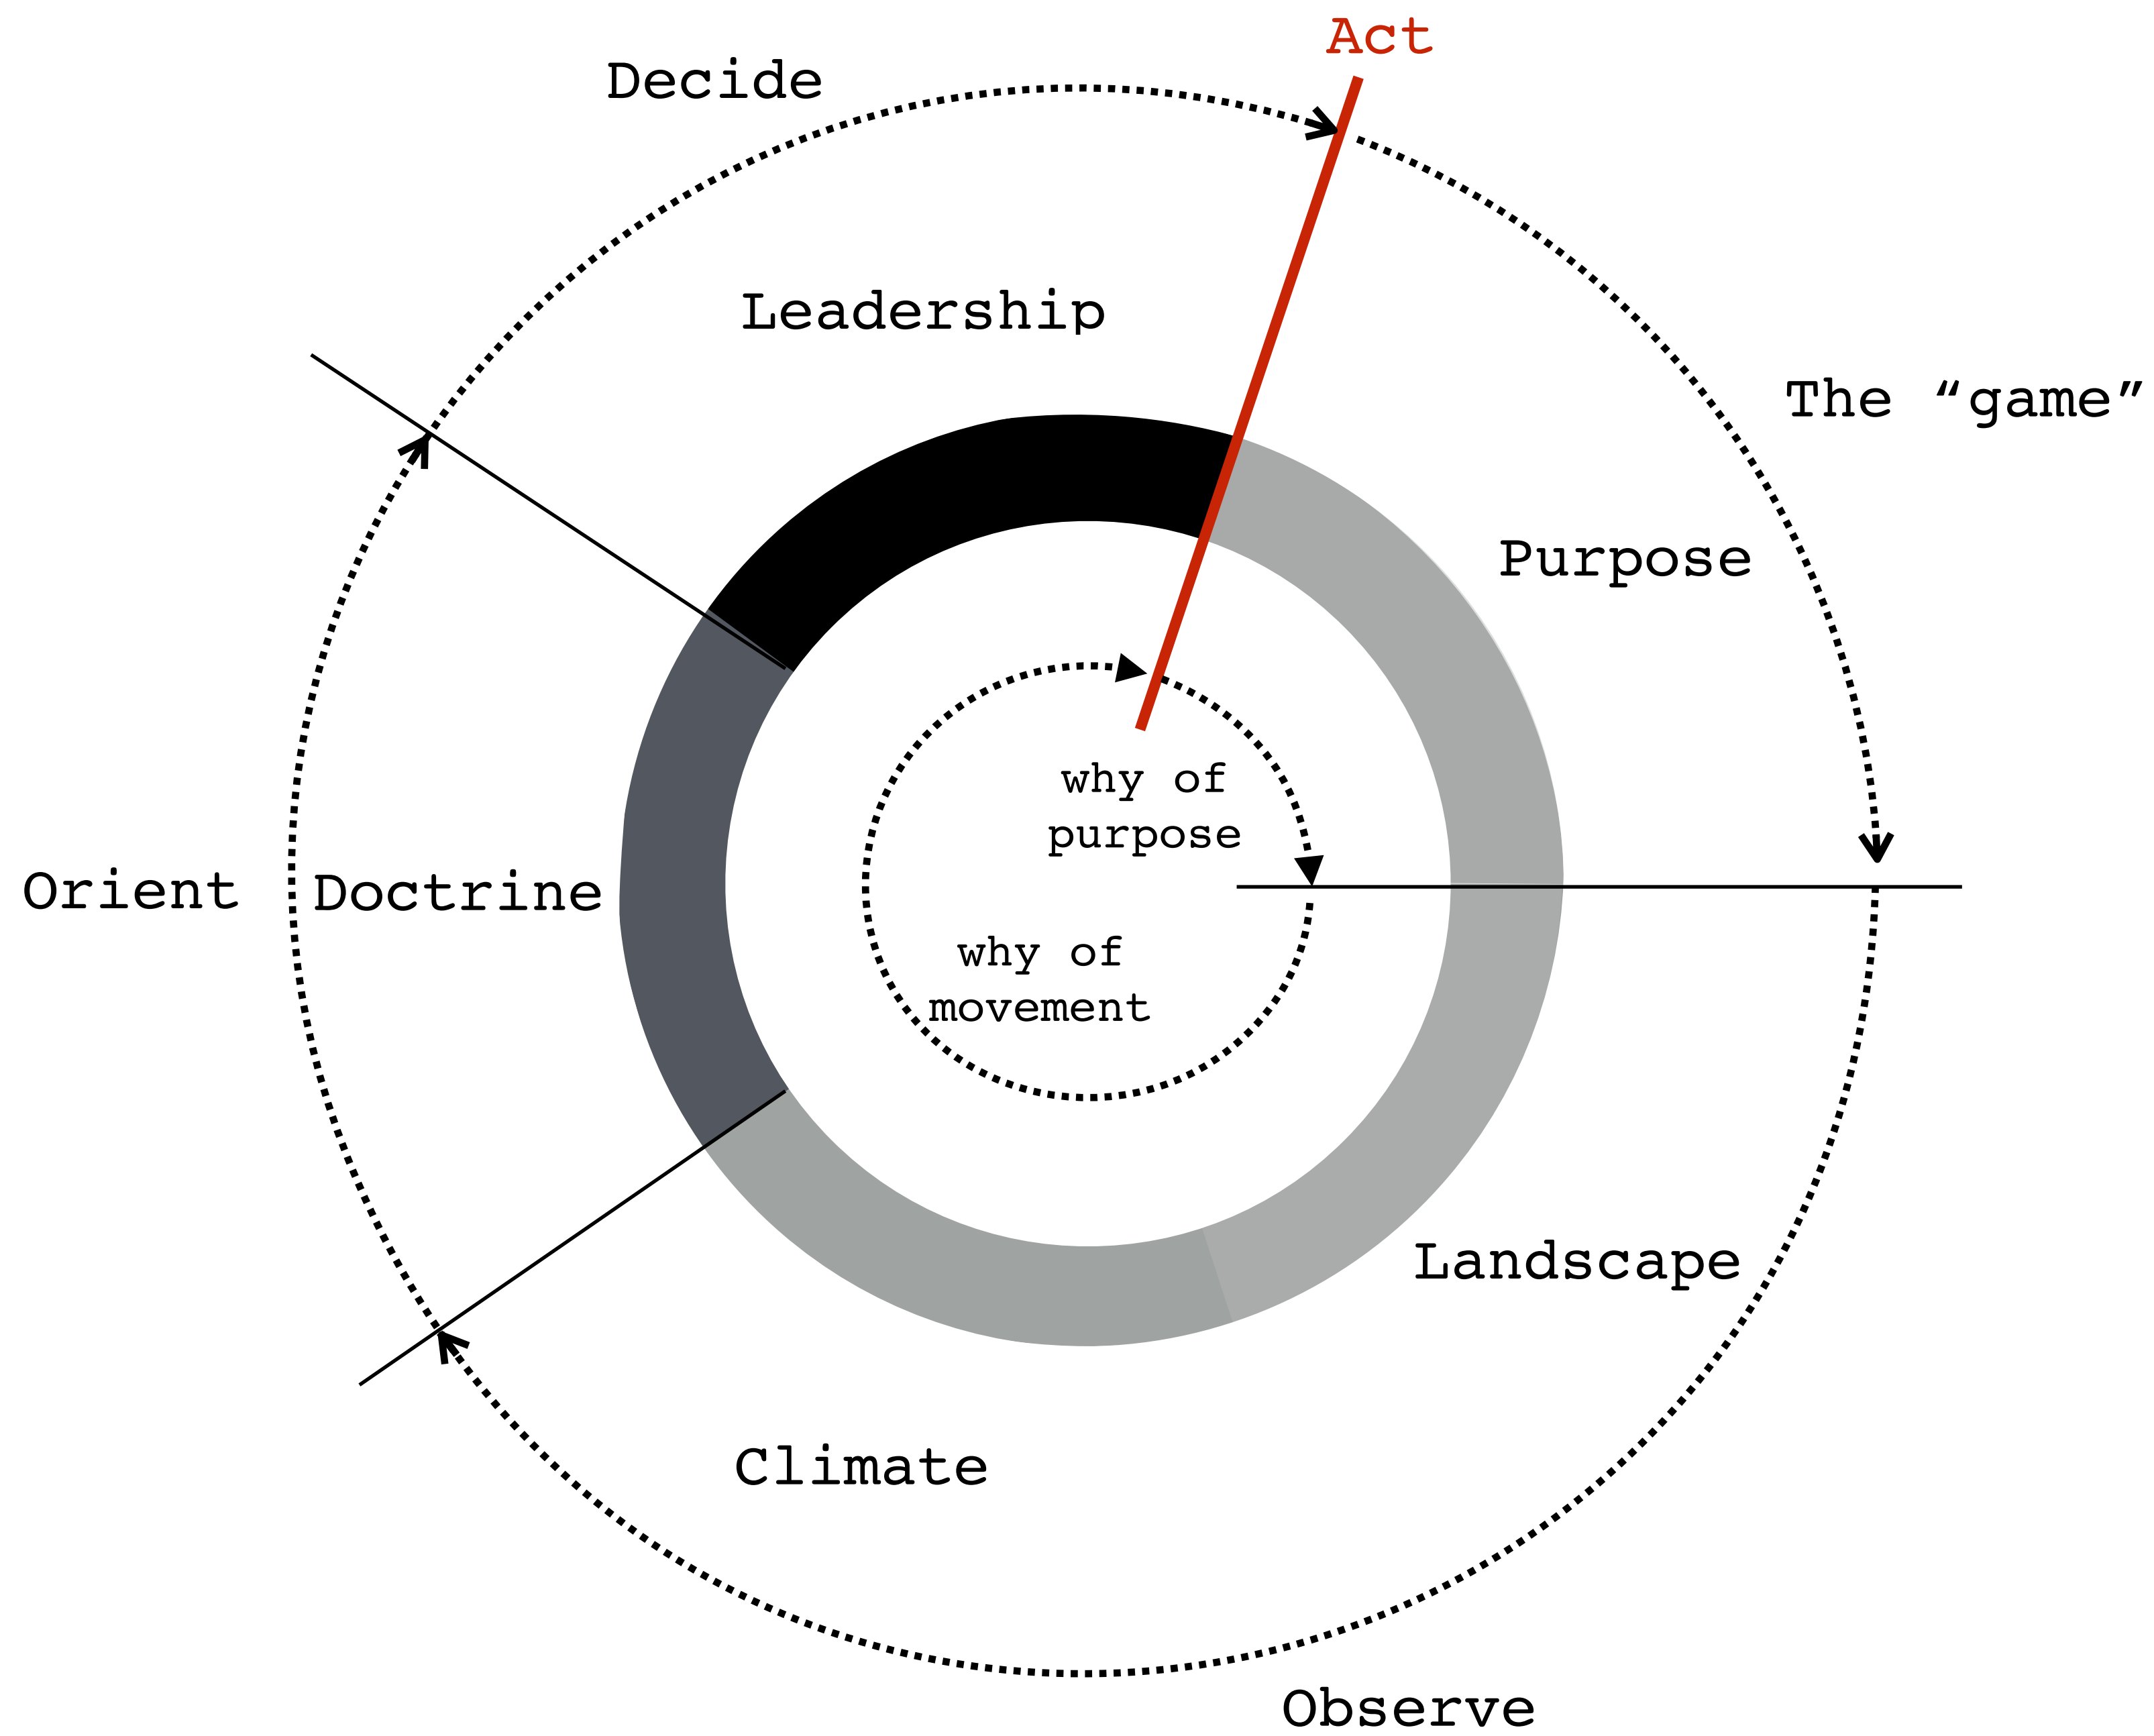 Act
Decide
Leadership
The “game”
Purpose
why of
purpose
Orient
Doctrine
why of
movement
Landscape
Climate
Observe